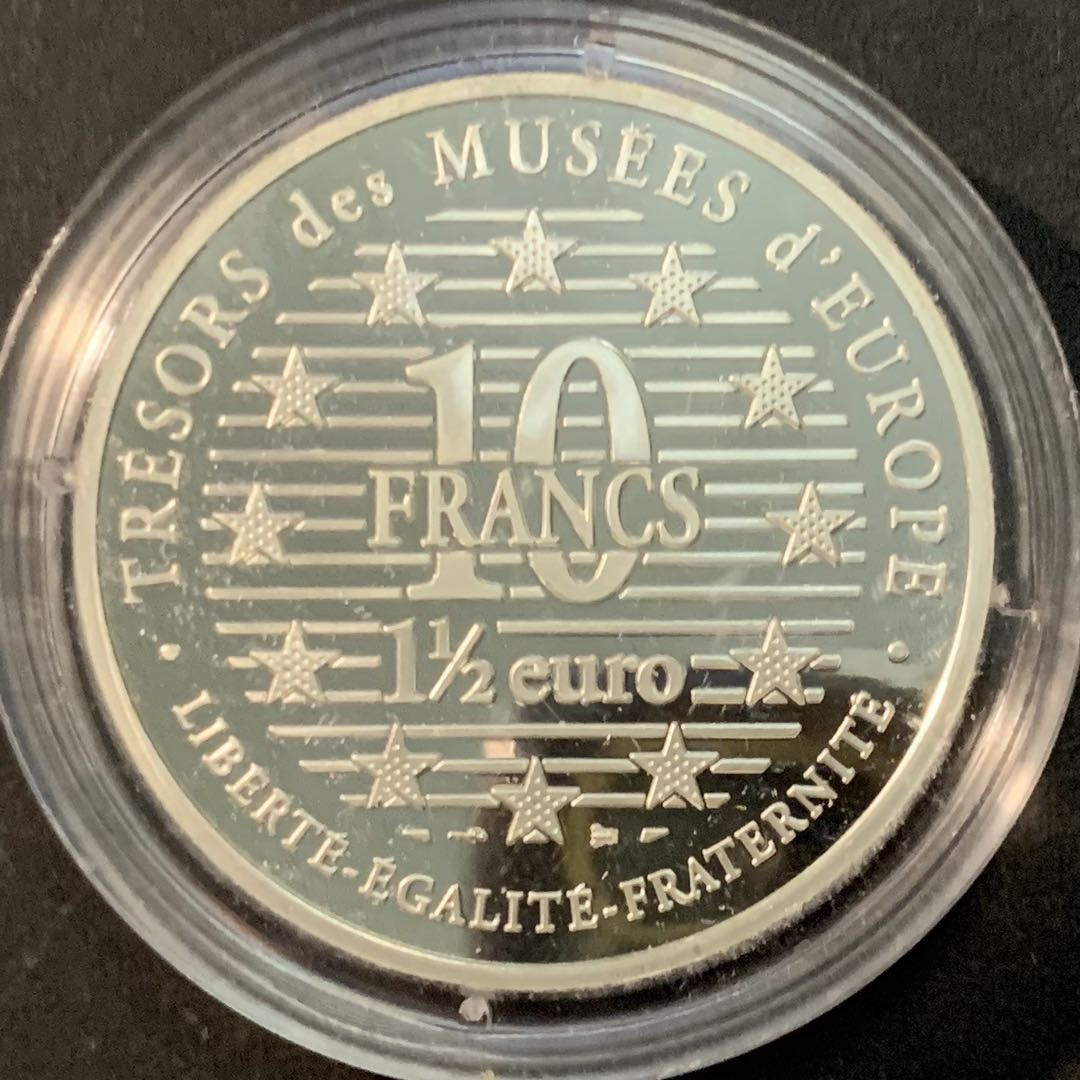 TRÉSORS des MUSÉES d'EUROPE
10
FRANCS
1½ euro
LIBERTÉ-ÉGALITÉ-FRATERNITÉ